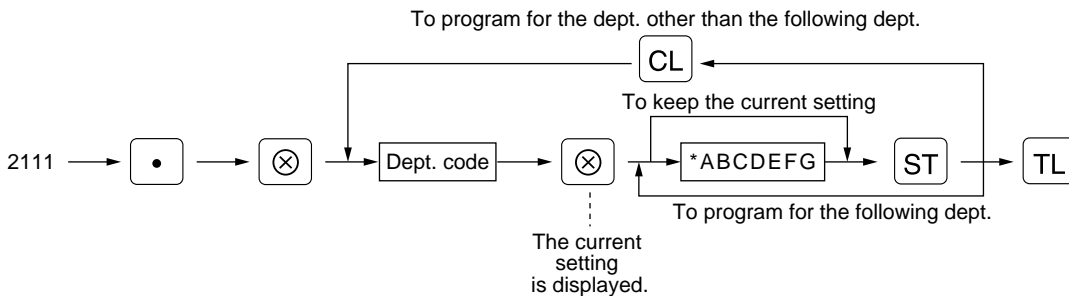 To program for the dept. other than the following dept.
CL
To keep the current setting
2111 • ⊗ Dept. code ⊗ *ABCDEFG ST TL
To program for the following dept.
The current
setting
is displayed.